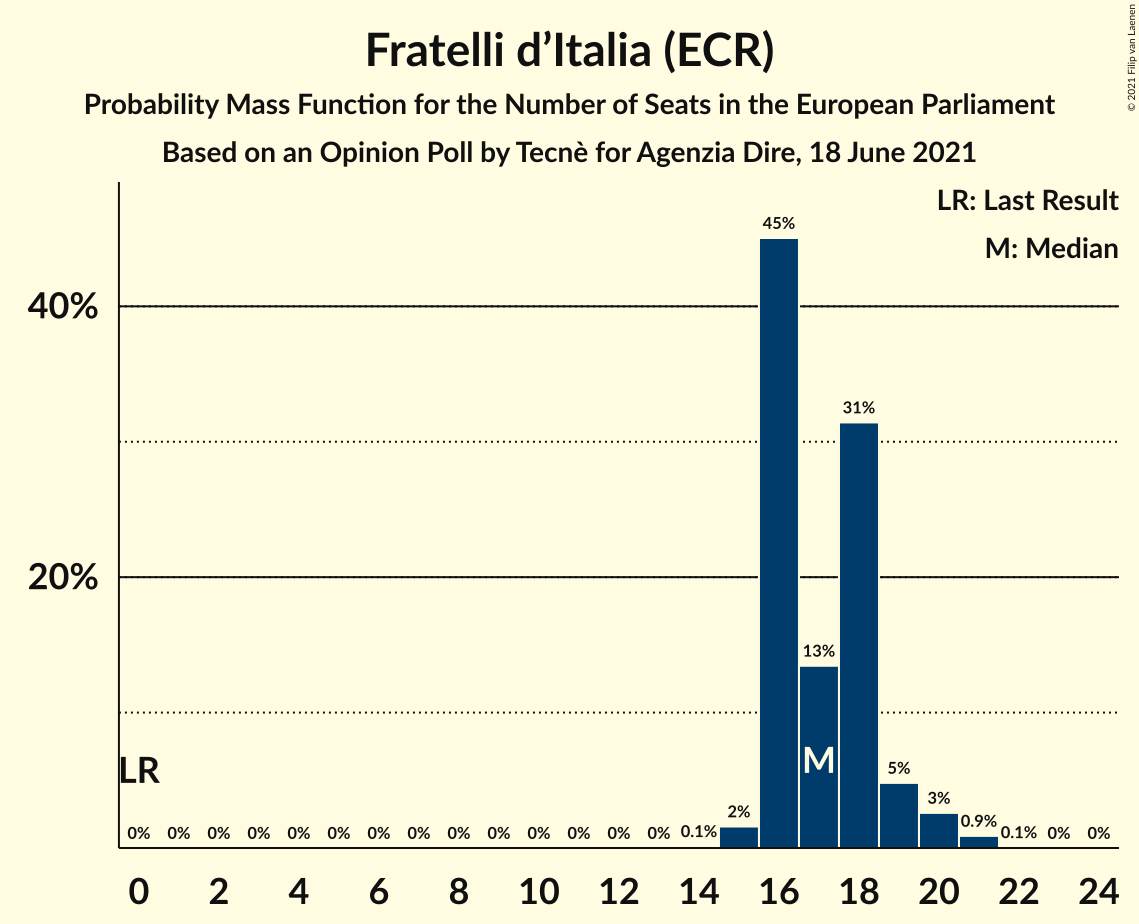 Fratelli d’Italia (ECR)
Probability Mass Function for the Number of Seats in the European Parliament
Based on an Opinion Poll by Tecnè for Agenzia Dire, 18 June 2021
© 2021 Filip van Laenen
LR: Last Result
M: Median
45%
40%
31%
20%
13%
M
LR
5%
3%
2%
0.9%
0% 0% 0% 0% 0% 0% 0% 0% 0% 0% 0% 0% 0% 0% 0.1% 0.1% 0% 0%
0 2 4 6 8 10 12 14 16 18 20 22 24